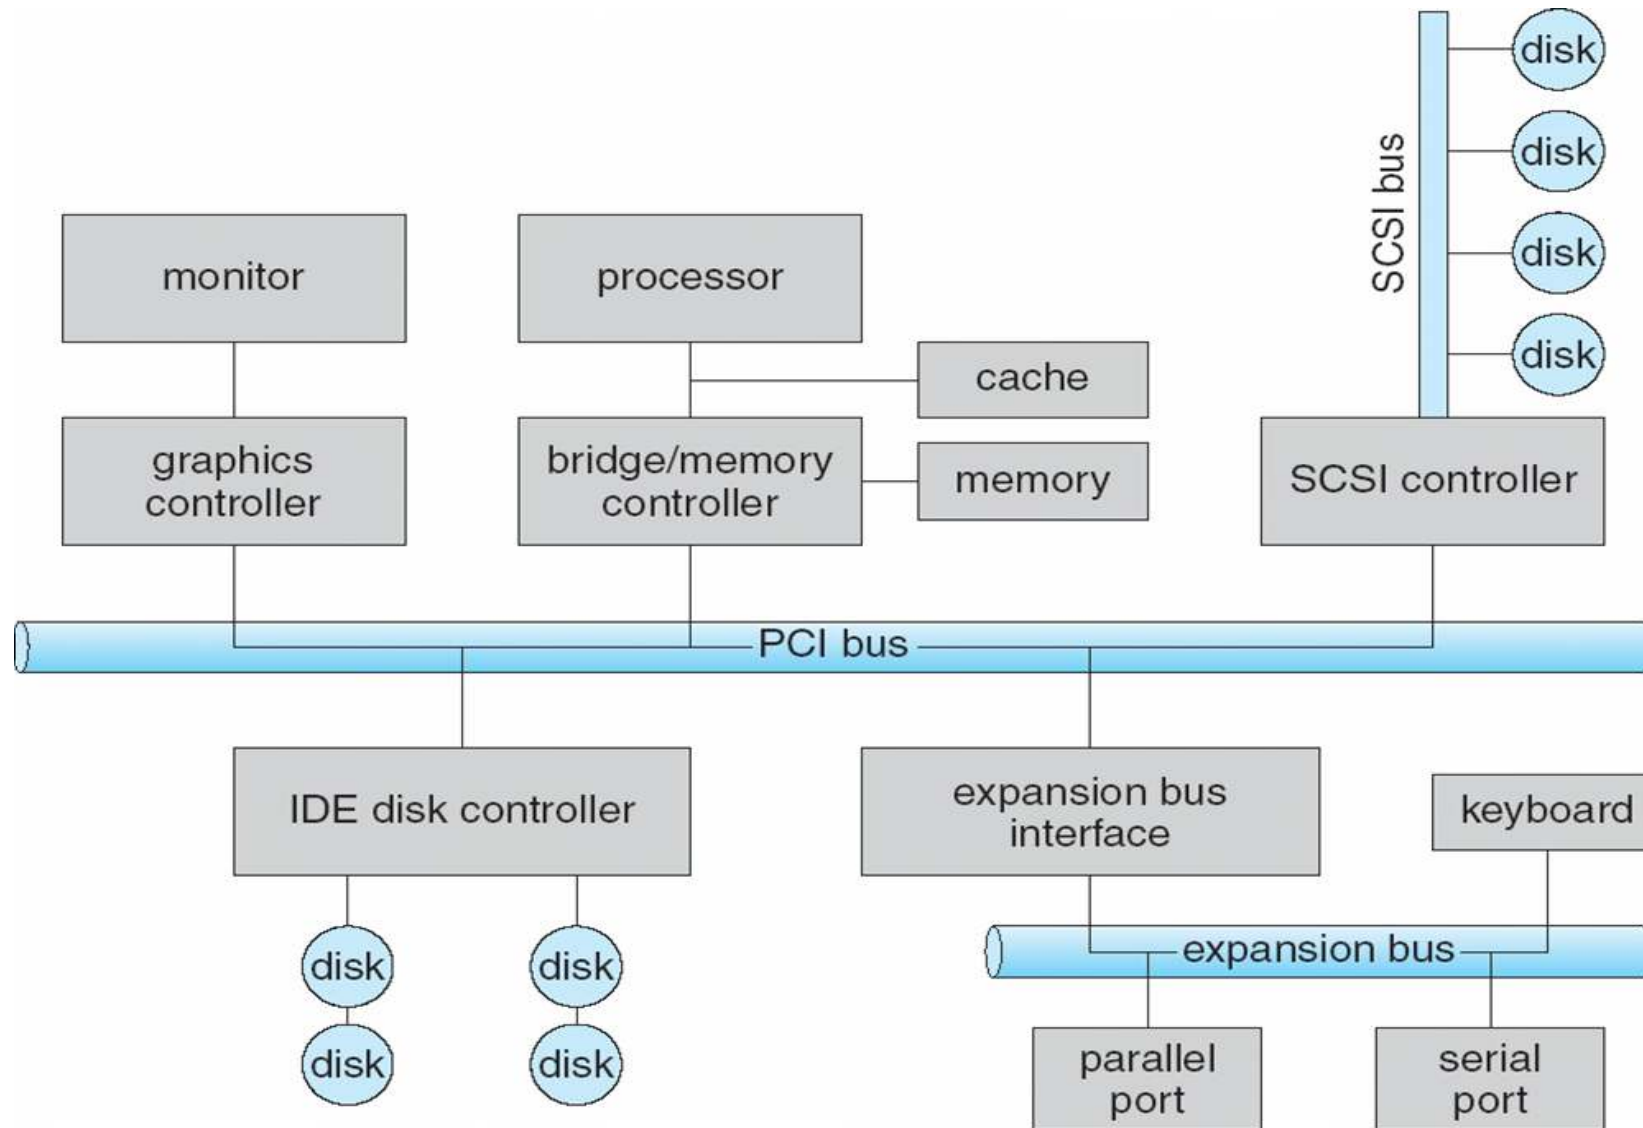 disk
disk
disk
disk
SCSI bus
monitor
processor
cache
graphics
controller
bridge/memory
controller
memory
SCSI controller
PCI bus
IDE disk controller
expansion bus
interface
keyboard
disk
disk
expansion bus
disk
disk
parallel
port
serial
port